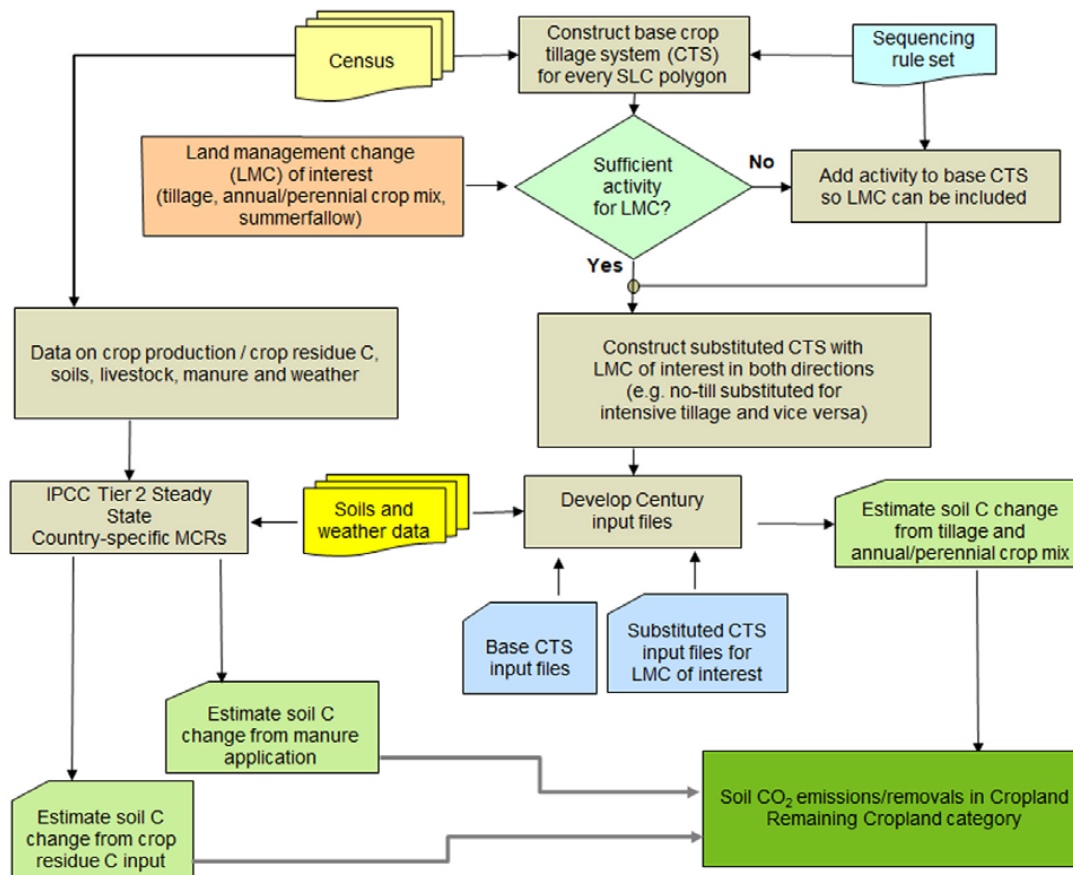 Census
Construct base crop
tillage system (CTS)
for every SLC polygon
Sequencing
rule set
Land management change
(LMC) of interest
(tillage, annual/perennial crop mix,
summerfallow)
Sufficient
activity
for LMC?
No
Add activity to base CTS
so LMC can be included
Yes
Data on crop production / crop residue C,
soils, livestock, manure and weather
Construct substituted CTS with
LMC of interest in both directions
(e.g. no-till substituted for
intensive tillage and vice versa)
IPCC Tier 2 Steady
State
Country-specific MCRs
Soils and
weather data
Develop Century
input files
Estimate soil C change
from tillage and
annual/perennial crop mix
Base CTS
input files
Substituted CTS
input files for
LMC of interest
Estimate soil C
change from manure
application
Estimate soil C
change from crop
residue C input
Soil CO₂ emissions/removals in Cropland
Remaining Cropland category